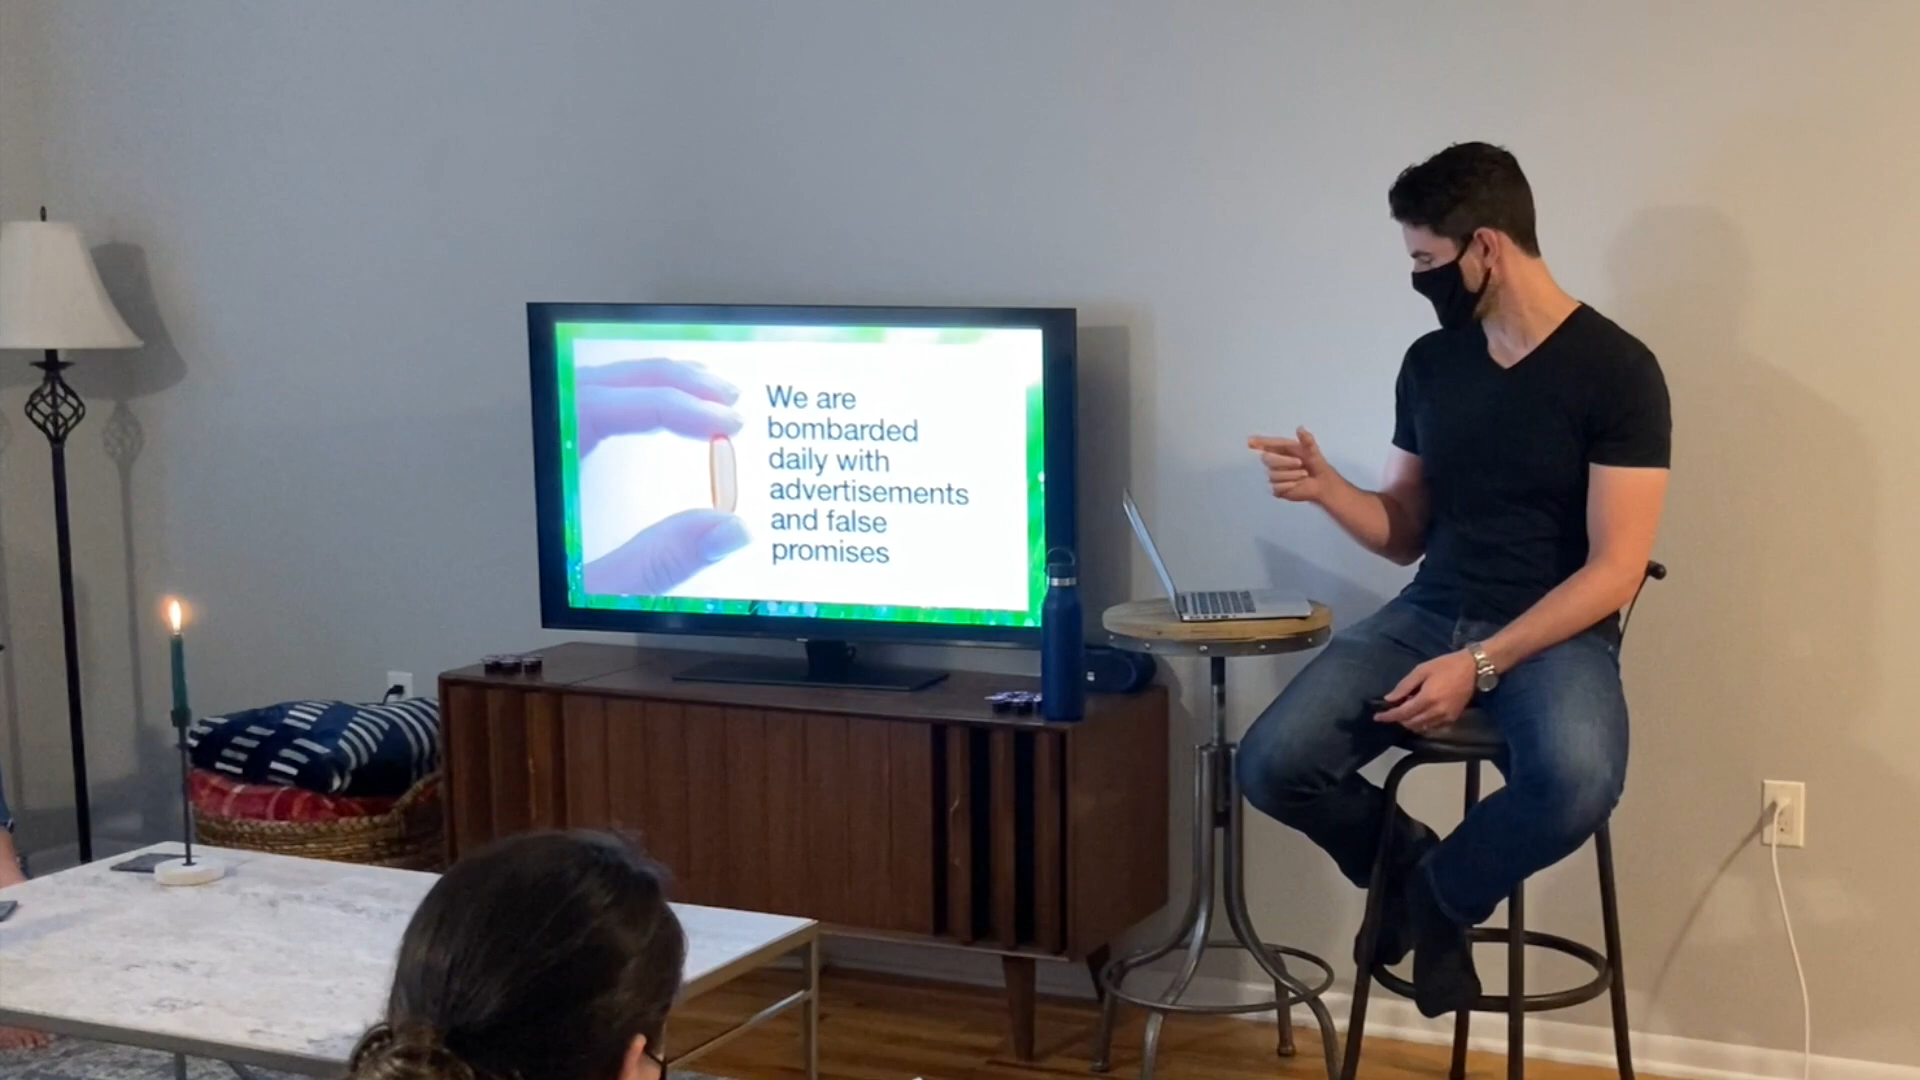 We are
bombarded
daily with
advertisements
and false
promises